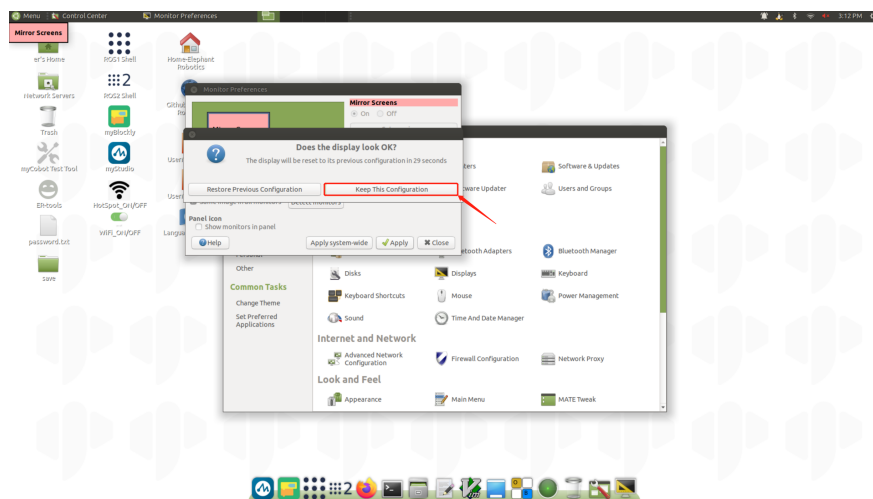 Menu
Control Center
Monitor Preferences
3:12 PM
Mirror Screens
er's Home
ROS1 Shell
Home-Elephant
Robotics
Network Servers
ROS2 Shell
Trash
myBlockly
myCobot Test Tool
myStudio
ER-tools
HotSpot_ON/OFF
password.txt
WIFI_ON/OFF
save
Monitor Preferences
Mirror Screens
On
Off
Does the display look OK?
The display will be reset to its previous configuration in 29 seconds
Restore Previous Configuration
Keep This Configuration
Panel icon
Show monitors in panel
Help
Apply system-wide
Apply
Close
Software & Updates
Users and Groups
Bluetooth Manager
Other
Disks
Displays
Keyboard
Common Tasks
Change Theme
Set Preferred
Applications
Keyboard Shortcuts
Mouse
Power Management
Sound
Time And Date Manager
Internet and Network
Advanced Network
Configuration
Firewall Configuration
Network Proxy
Look and Feel
Appearance
Main Menu
MATE Tweak